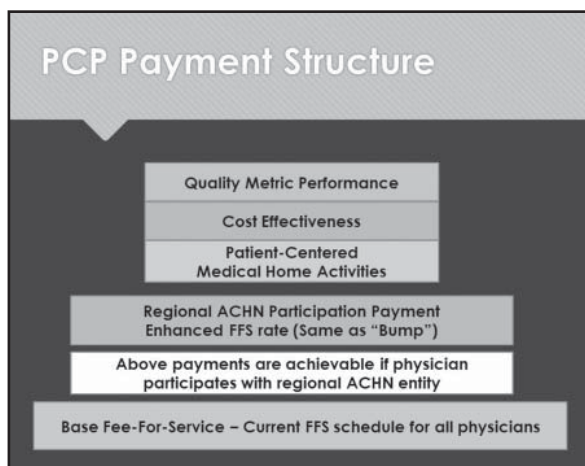 PCP Payment Structure
Quality Metric Performance
Cost Effectiveness
Patient-Centered
Medical Home Activities
Regional ACHN Participation Payment
Enhanced FFS rate (Same as “Bump”)
Above payments are achievable if physician
participates with regional ACHN entity
Base Fee-For-Service – Current FFS schedule for all physicians